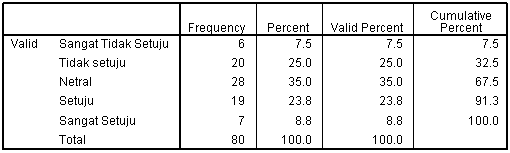 Frequency Percent Valid Percent Cumulative Percent
Valid Sangat Tidak Setuju 6 7.5 7.5 7.5
Tidak setuju 20 25.0 25.0 32.5
Netral 28 35.0 35.0 67.5
Setuju 19 23.8 23.8 91.3
Sangat Setuju 7 8.8 8.8 100.0
Total 80 100.0 100.0